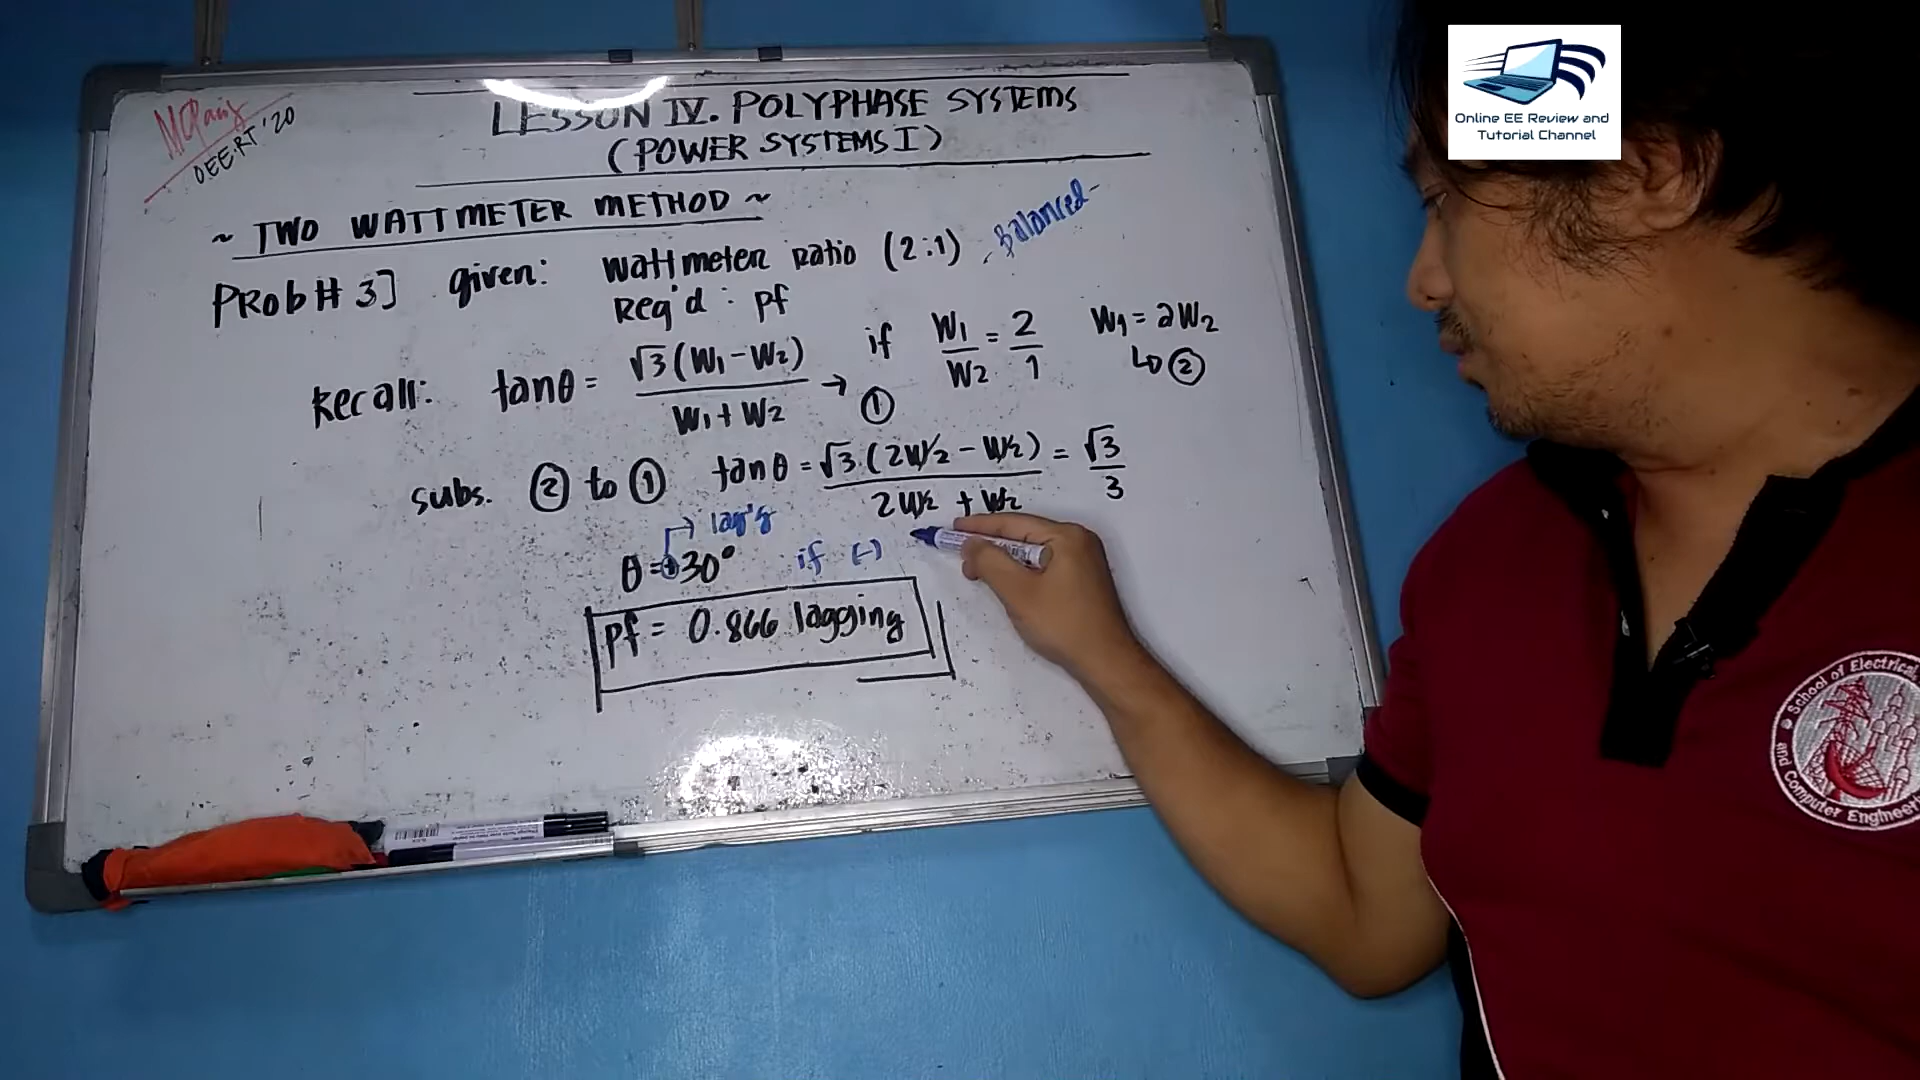 LESSON IV. POLYPHASE SYSTEMS
(POWER SYSTEMS I)
OEE.RT '20
~ TWO WATTMETER METHOD ~
PROB # 3] given: Wattmeter Ratio (2:1) - Balanced -
Req'd : pf
Recall: tanθ = √3(W1 - W2) / W1 + W2 → ① if W1/W2 = 2/1 W1 = 2W2
↳ ②
subs. ② to ① tanθ = √3 (2W2 - W2) / 2W2 + W2 = √3/3
→ lag'g
θ = +30° if (-)
pf = 0.866 lagging
Online EE Review and
Tutorial Channel
School of Electrical,
and Computer Engineeri